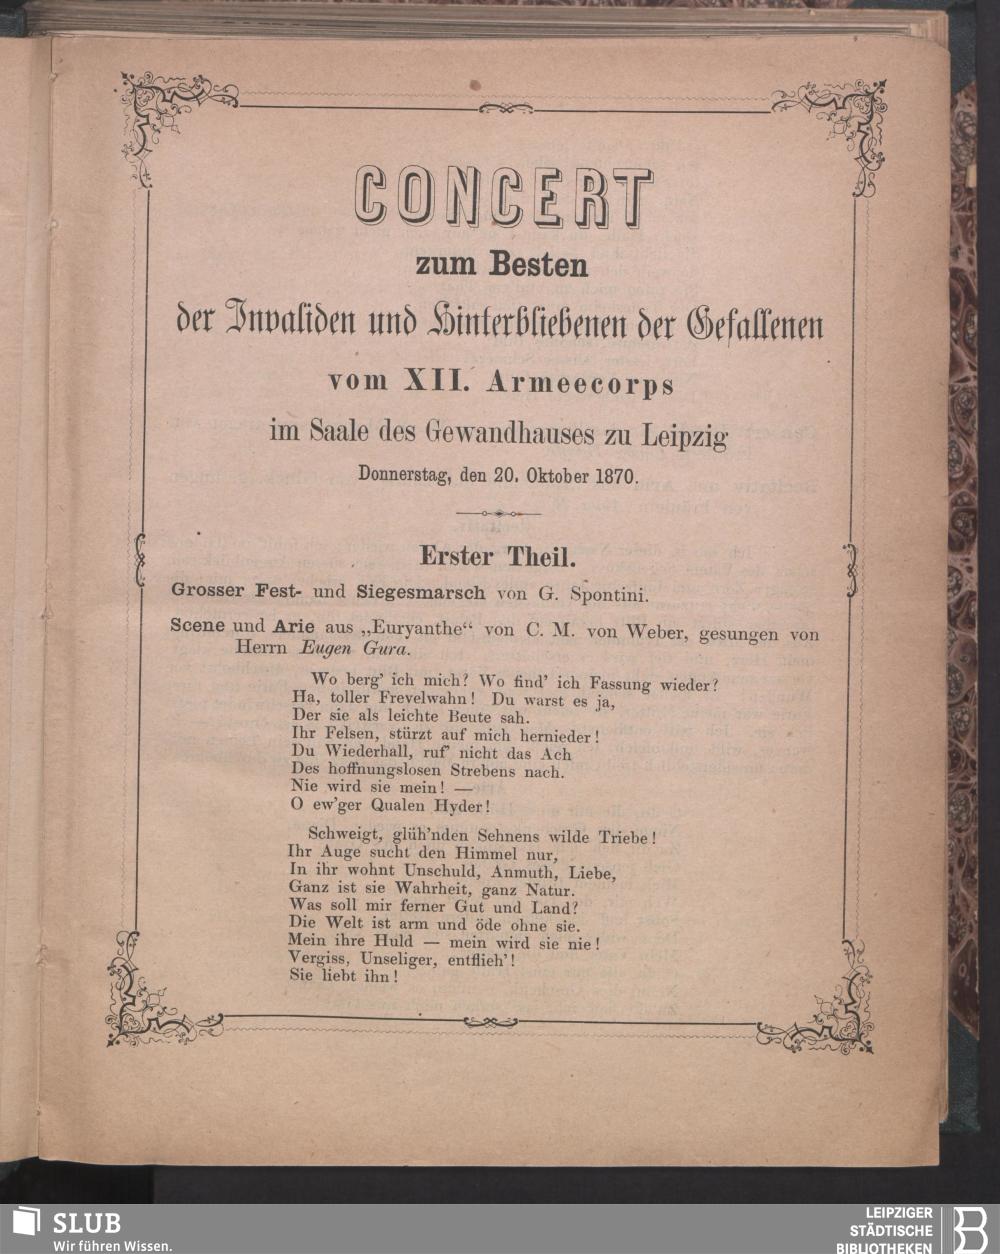 CONCERT
zum Besten
der Invaliden und Hinterbliebenen der Gefallenen
vom XII. Armeecorps
im Saale des Gewandhauses zu Leipzig
Donnerstag, den 20. Oktober 1870.
Erster Theil.
Grosser Fest- und Siegesmarsch von G. Spontini.
Scene und Arie aus „Euryanthe“ von C. M. von Weber, gesungen von
Herrn Eugen Gura.
Wo berg’ ich mich? Wo find’ ich Fassung wieder?
Ha, toller Frevelwahn! Du warst es ja,
Der sie als leichte Beute sah.
Ihr Felsen, stürzt auf mich hernieder!
Du Wiederhall, ruf’ nicht das Ach
Des hoffnungslosen Strebens nach.
Nie wird sie mein! —
O ew’ger Qualen Hyder!
Schweigt, glüh’nden Sehnens wilde Triebe!
Ihr Auge sucht den Himmel nur,
In ihr wohnt Unschuld, Anmuth, Liebe,
Ganz ist sie Wahrheit, ganz Natur.
Was soll mir ferner Gut und Land?
Die Welt ist arm und öde ohne sie.
Mein ihre Huld — mein wird sie nie!
Vergiss, Unseliger, entflieh’!
Sie liebt ihn!
SLUB
Wir führen Wissen.
LEIPZIGER
STÄDTISCHE
BIBLIOTHEKEN